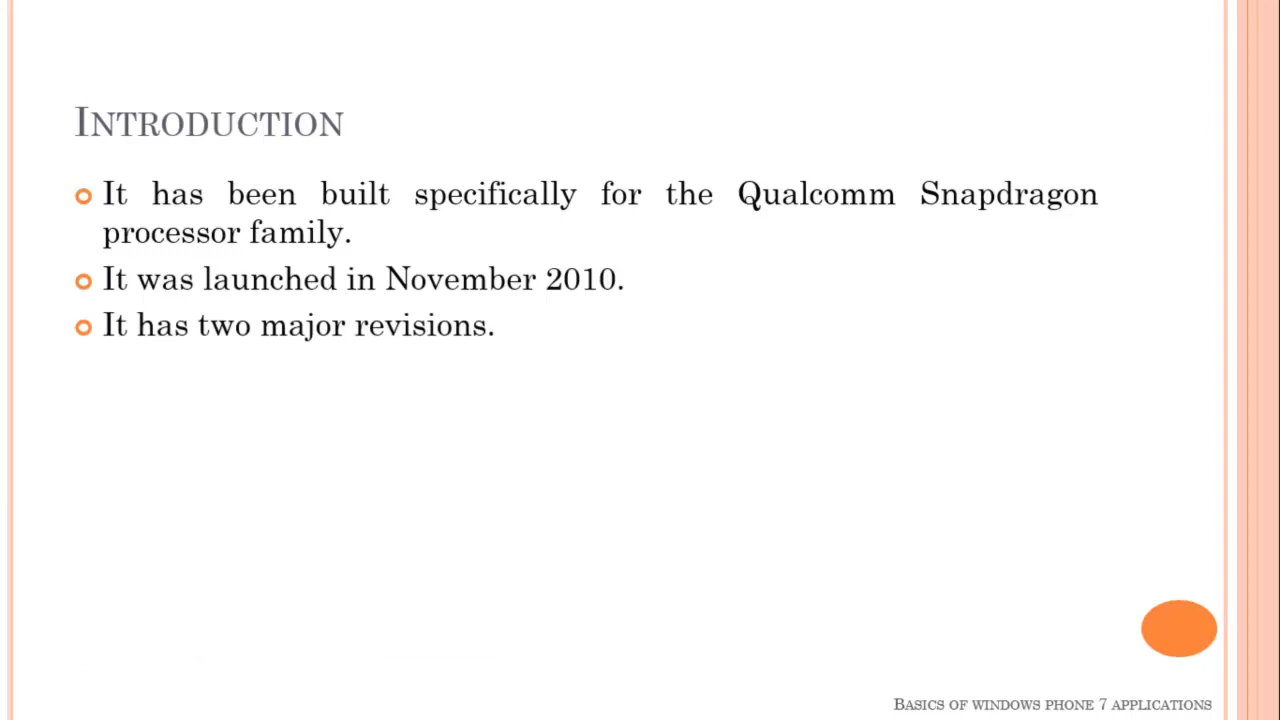 INTRODUCTION
It has been built specifically for the Qualcomm Snapdragon
processor family.
It was launched in November 2010.
It has two major revisions.
BASICS OF WINDOWS PHONE 7 APPLICATIONS